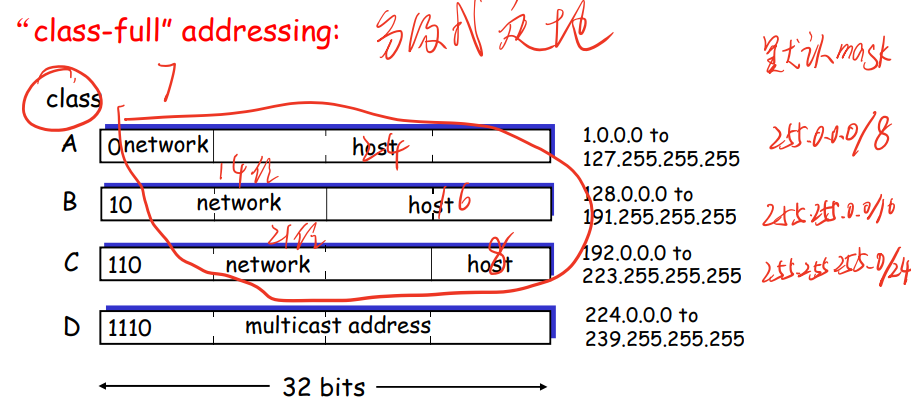 “class-full” addressing: 分级式交地
默认mask
class 7
A 0network host 24 1.0.0.0 to 127.255.255.255 255.0.0.0/8
14位
B 10 network host 16 128.0.0.0 to 191.255.255.255 255.255.0.0/16
21位
C 110 network host 8 192.0.0.0 to 223.255.255.255 255.255.255.0/24
D 1110 multicast address 224.0.0.0 to 239.255.255.255
32 bits